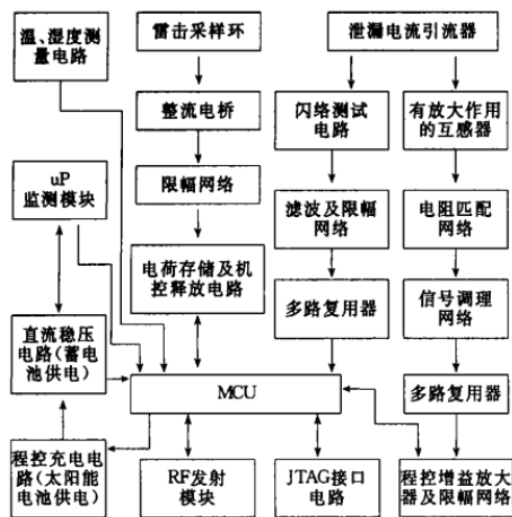 温、湿度测
量电路
雷击采样环
泄漏电流引流器
整流电桥
闪络测试
电路
有放大作用
的互感器
uP
监测模块
限幅网络
滤波及限幅
网络
电阻匹配
网络
电荷存储及机
控释放电路
多路复用器
信号调理
网络
直流稳压
电路(蓄电
池供电)
MCU
多路复用器
程控充电电
路(太阳能
电池供电)
RF发射
模块
JTAG接口
电路
程控增益放大
器及限幅网络